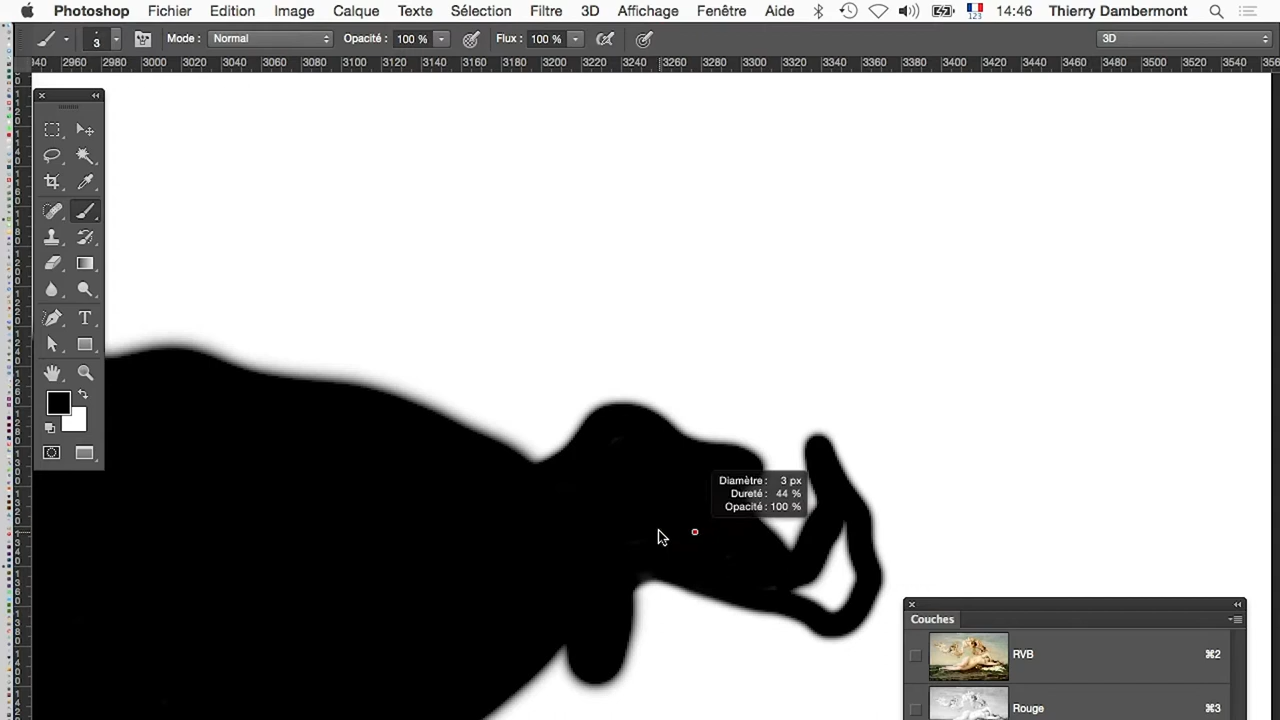 Photoshop Fichier Edition Image Calque Texte Sélection Filtre 3D Affichage Fenêtre Aide 123 14:46 Thierry Dambermont
3 Mode : Normal Opacité : 100 % Flux : 100 % 3D
2960 2980 3000 3020 3040 3060 3080 3100 3120 3140 3160 3180 3200 3220 3240 3260 3280 3300 3320 3340 3360 3380 3400 3420 3440 3460 3480 3500 3520 3540
T
Diamètre : 3 px
Dureté : 44 %
Opacité : 100 %
Couches
RVB ⌘2
Rouge ⌘3